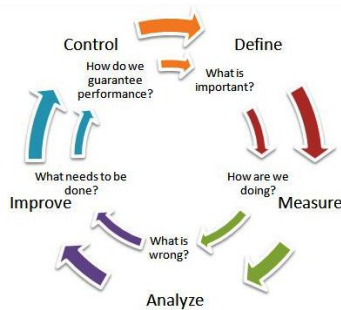 Control
Define
How do we
guarantee
performance?
What is
important?
How are we
doing?
Measure
What is
wrong?
Analyze
What needs to be
done?
Improve